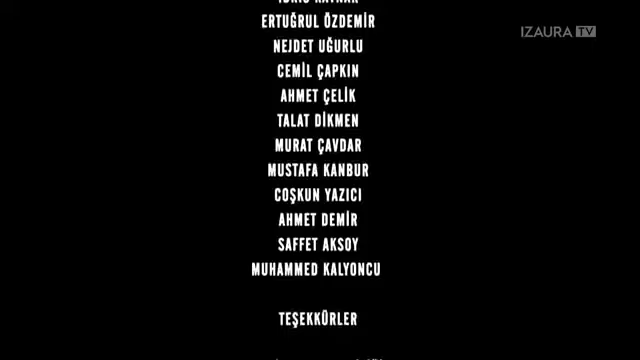 IZAURA TV
ERTUĞRUL ÖZDEMİR
NEJDET UĞURLU
CEMİL ÇAPKIN
AHMET ÇELİK
TALAT DİKMEN
MURAT ÇAVDAR
MUSTAFA KANBUR
COŞKUN YAZICI
AHMET DEMİR
SAFFET AKSOY
MUHAMMED KALYONCU
TEŞEKKÜRLER